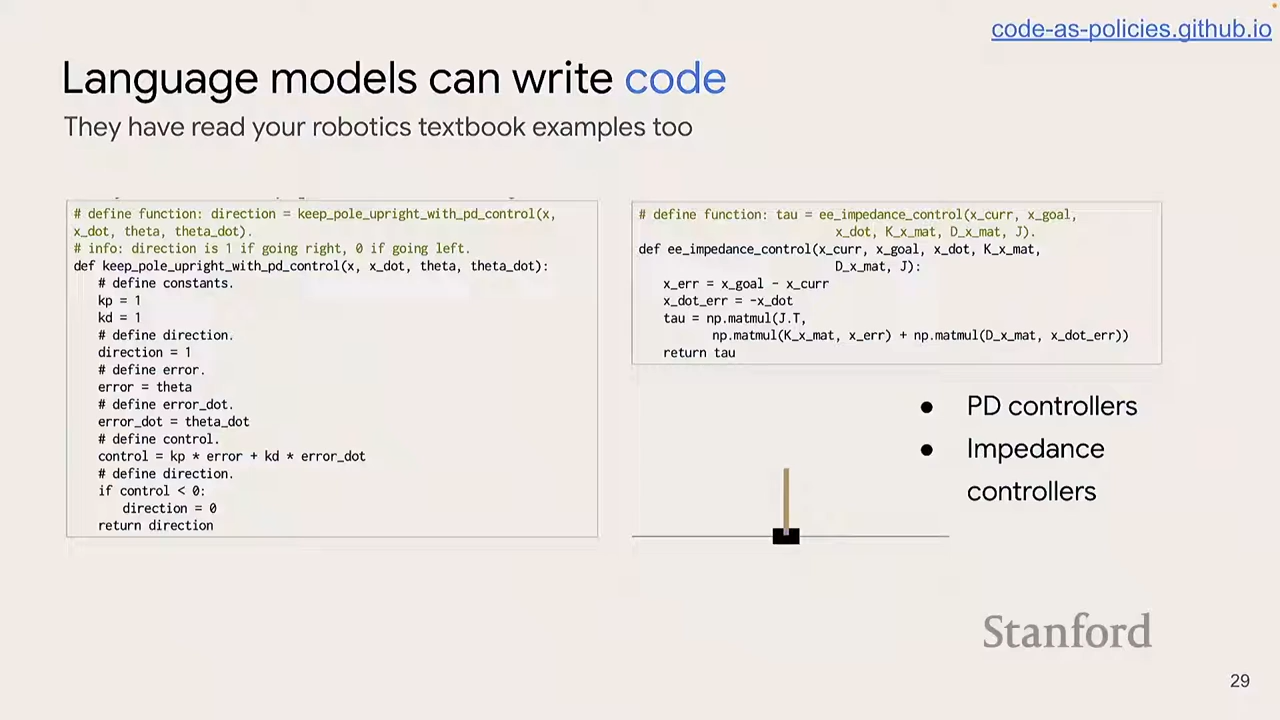 code-as-policies.github.io
Language models can write code
They have read your robotics textbook examples too
# define function: direction = keep_pole_upright_with_pd_control(x,
x_dot, theta, theta_dot).
# info: direction is 1 if going right, 0 if going left.
def keep_pole_upright_with_pd_control(x, x_dot, theta, theta_dot):
# define constants.
kp = 1
kd = 1
# define direction.
direction = 1
# define error.
error = theta
# define error_dot.
error_dot = theta_dot
# define control.
control = kp * error + kd * error_dot
# define direction.
if control < 0:
direction = 0
return direction
# define function: tau = ee_impedance_control(x_curr, x_goal,
x_dot, K_x_mat, D_x_mat, J).
def ee_impedance_control(x_curr, x_goal, x_dot, K_x_mat,
D_x_mat, J):
x_err = x_goal - x_curr
x_dot_err = -x_dot
tau = np.matmul(J.T,
np.matmul(K_x_mat, x_err) + np.matmul(D_x_mat, x_dot_err))
return tau
● PD controllers
● Impedance
controllers
Stanford
29